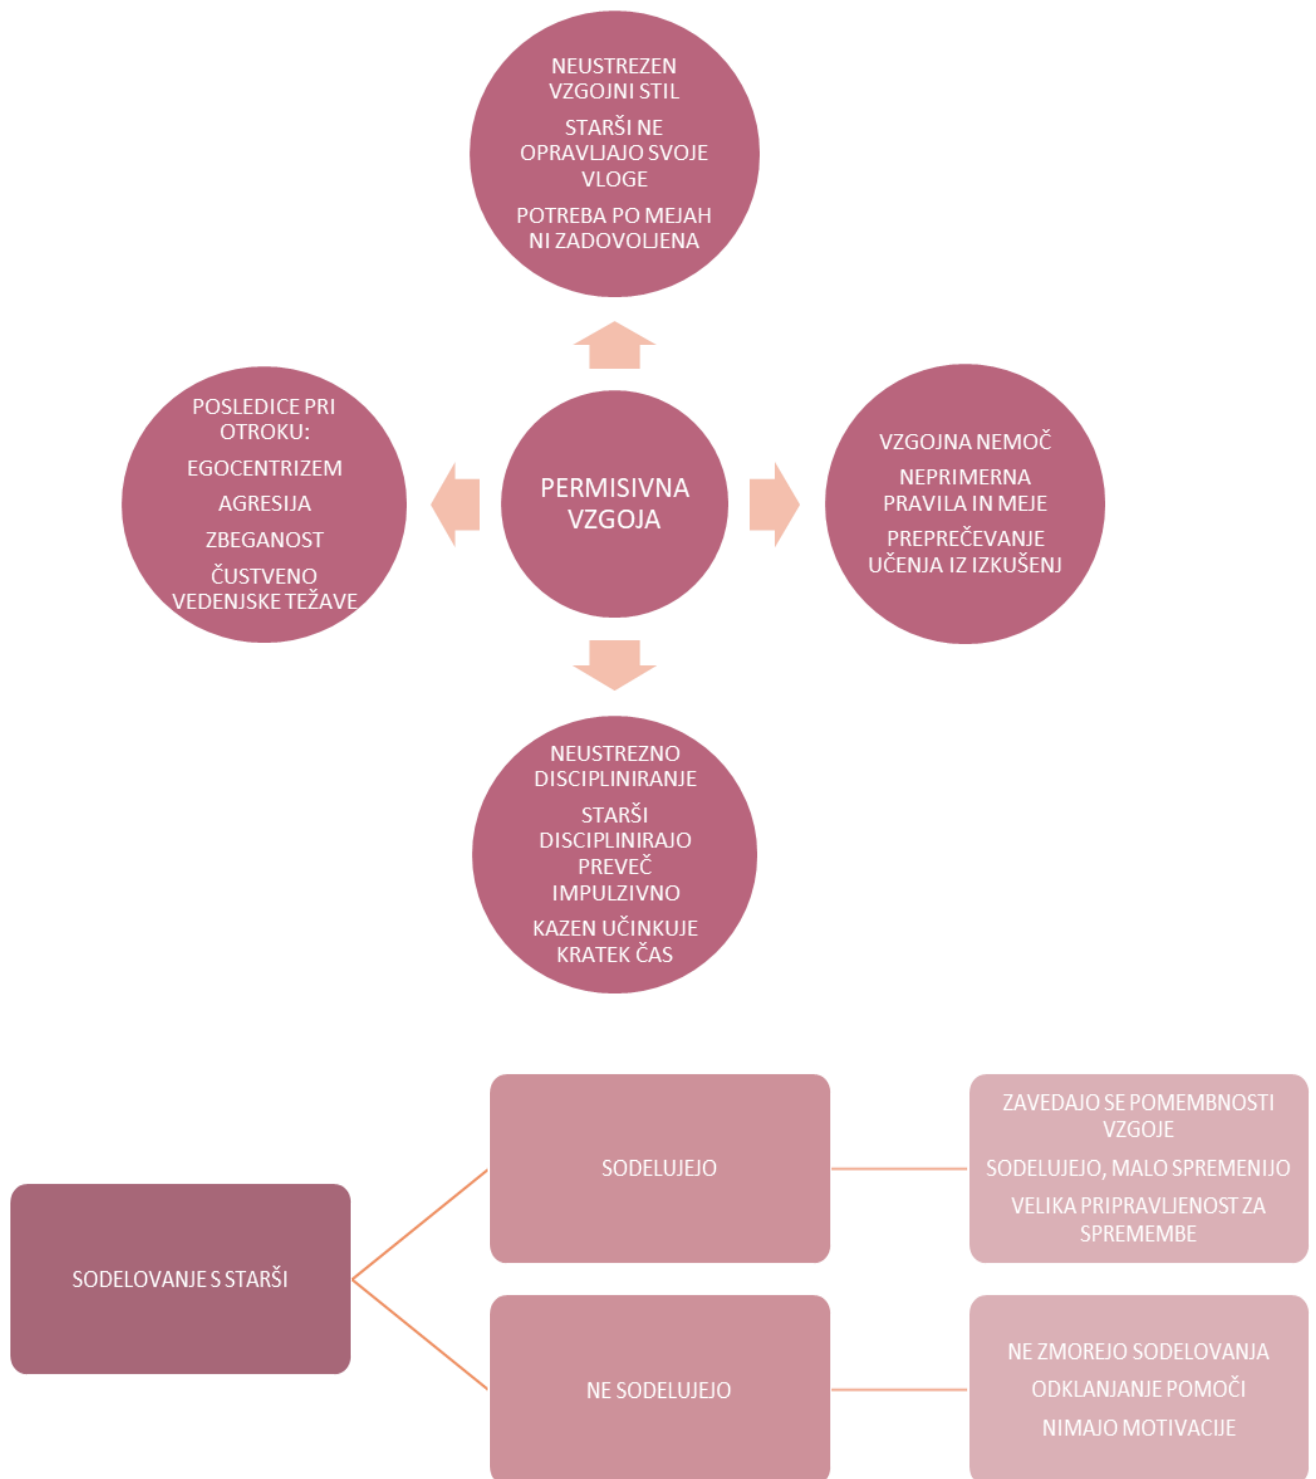 NEUSTREZEN
VZGOJNI STIL
STARŠI NE
OPRAVLJAJO SVOJE
VLOGE
POTREBA PO MEJAH
NI ZADOVOLJENA
POSLEDICE PRI
OTROKU:
EGOCENTRIZEM
AGRESIJA
ZBEGANOST
ČUSTVENO
VEDENJSKE TEŽAVE
PERMISIVNA
VZGOJA
VZGOJNA NEMOČ
NEPRIMERNA
PRAVILA IN MEJE
PREPREČEVANJE
UČENJA IZ IZKUŠENJ
NEUSTREZNO
DISCIPLINIRANJE
STARŠI
DISCIPLINIRAJO
PREVEČ
IMPULZIVNO
KAZEN UČINKUJE
KRATEK ČAS
SODELOVANJE S STARŠI
SODELUJEJO
ZAVEDAJO SE POMEMBNOSTI
VZGOJE
SODELUJEJO, MALO SPREMENIJO
VELIKA PRIPRAVLJENOST ZA
SPREMEMBE
NE SODELUJEJO
NE ZMOREJO SODELOVANJA
ODKLANJANJE POMOČI
NIMAJO MOTIVACIJE